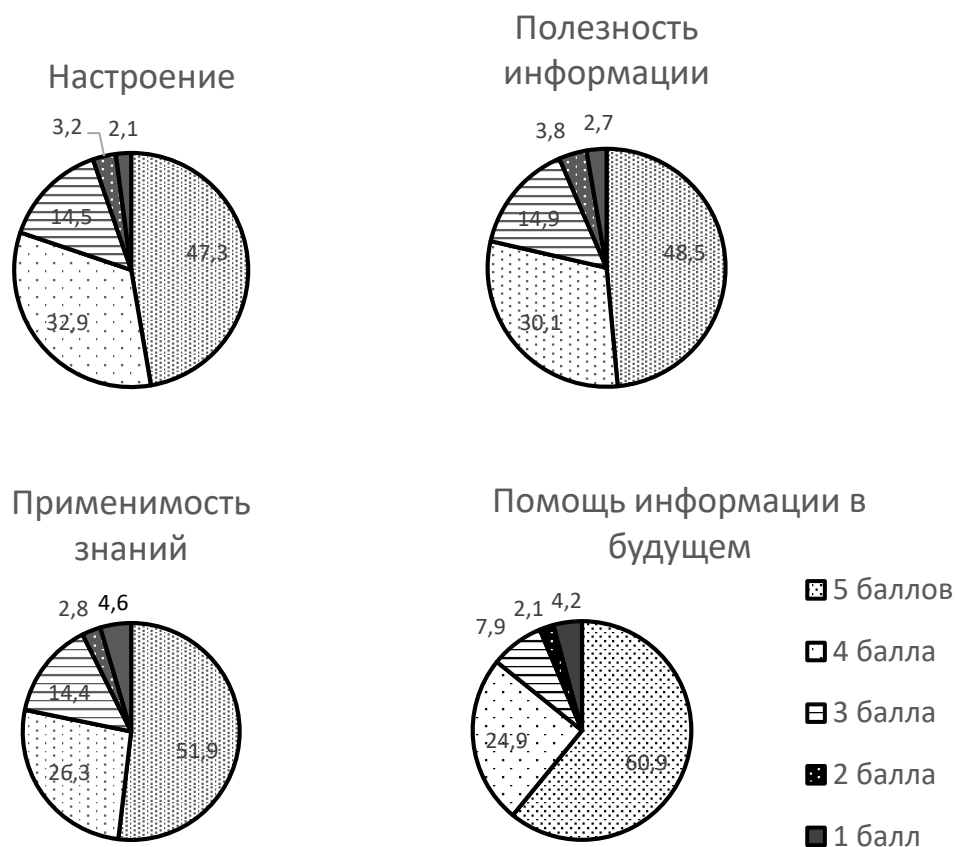 Настроение
3,2
2,1
14,5
47,3
32,9
Полезность
информации
3,8
2,7
14,9
48,5
30,1
Применимость
знаний
2,8
4,6
14,4
51,9
26,3
Помощь информации в
будущем
7,9
2,1
4,2
24,9
60,9
5 баллов
4 балла
3 балла
2 балла
1 балл